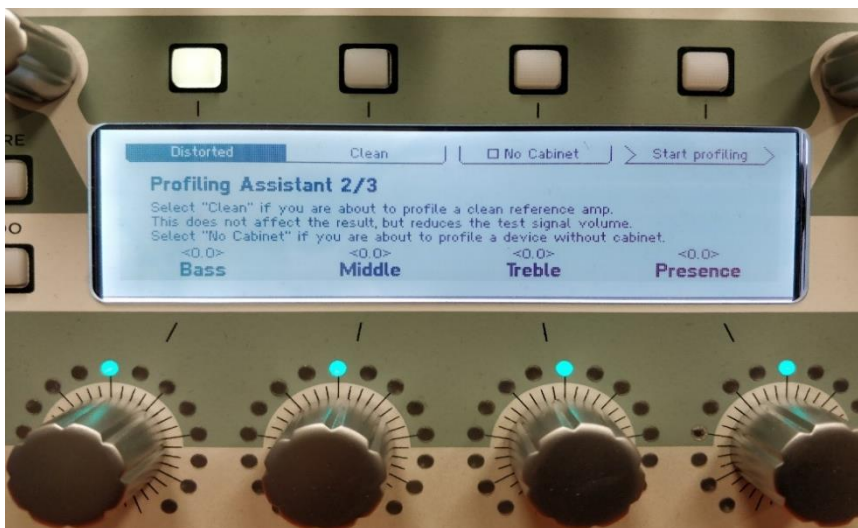 Distorted Clean No Cabinet Start profiling
Profiling Assistant 2/3
Select "Clean" if you are about to profile a clean reference amp.
This does not affect the result, but reduces the test signal volume.
Select "No Cabinet" if you are about to profile a device without cabinet.
<0.0> <0.0> <0.0> <0.0>
Bass Middle Treble Presence